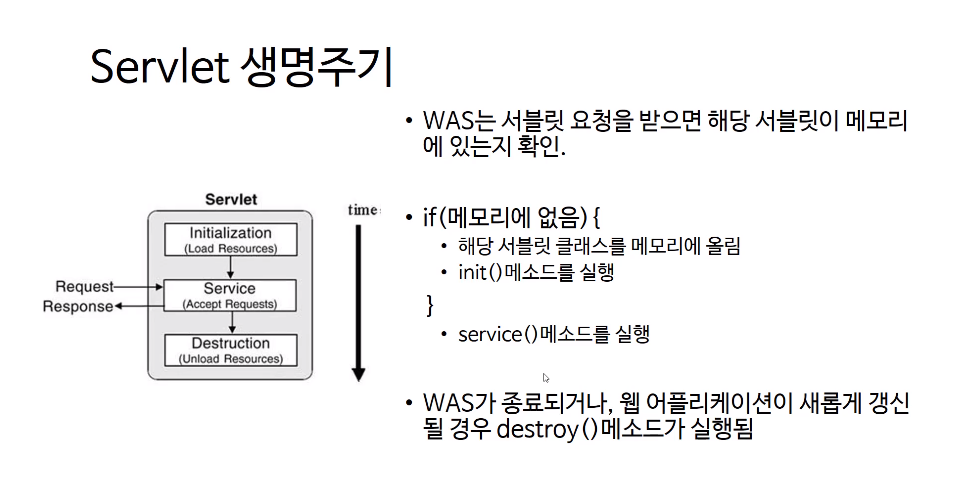 Servlet 생명주기
• WAS는 서블릿 요청을 받으면 해당 서블릿이 메모리
에 있는지 확인.
• if(메모리에 없음) {
• 해당 서블릿 클래스를 메모리에 올림
• init()메소드를 실행
}
• service()메소드를 실행
• WAS가 종료되거나, 웹 어플리케이션이 새롭게 갱신
될 경우 destroy()메소드가 실행됨
Servlet
time
Initialization
(Load Resources)
Request
Response
Service
(Accept Requests)
Destruction
(Unload Resources)